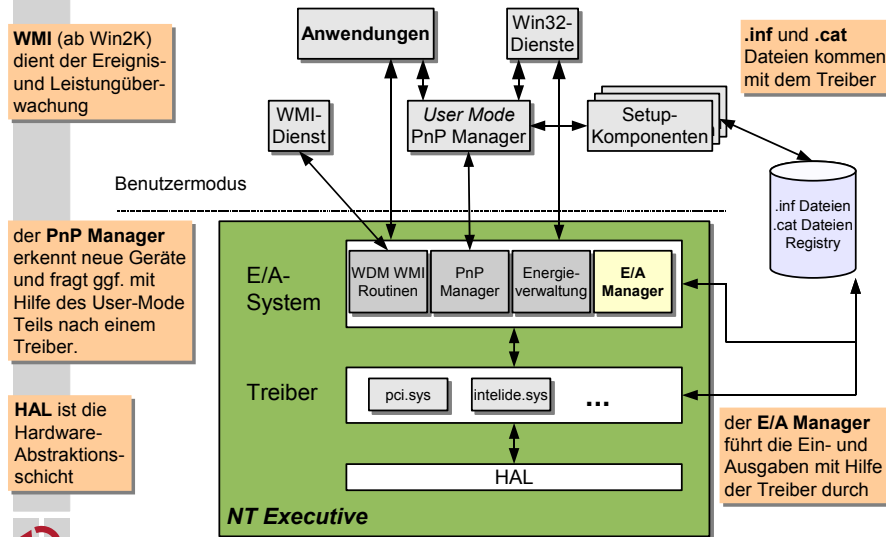 WMI (ab Win2K)
dient der Ereignis-
und Leistungüber-
wachung
Anwendungen
Win32-
Dienste
.inf und .cat
Dateien kommen
mit dem Treiber
WMI-
Dienst
User Mode
PnP Manager
Setup-
Komponenten
Benutzermodus
.inf Dateien
.cat Dateien
Registry
der PnP Manager
erkennt neue Geräte
und fragt ggf. mit
Hilfe des User-Mode
Teils nach einem
Treiber.
E/A-
System
WDM WMI
Routinen
PnP
Manager
Energie-
verwaltung
E/A
Manager
Treiber
pci.sys
intelide.sys
...
HAL ist die
Hardware-
Abstraktions-
schicht
der E/A Manager
führt die Ein- und
Ausgaben mit Hilfe
der Treiber durch
HAL
NT Executive